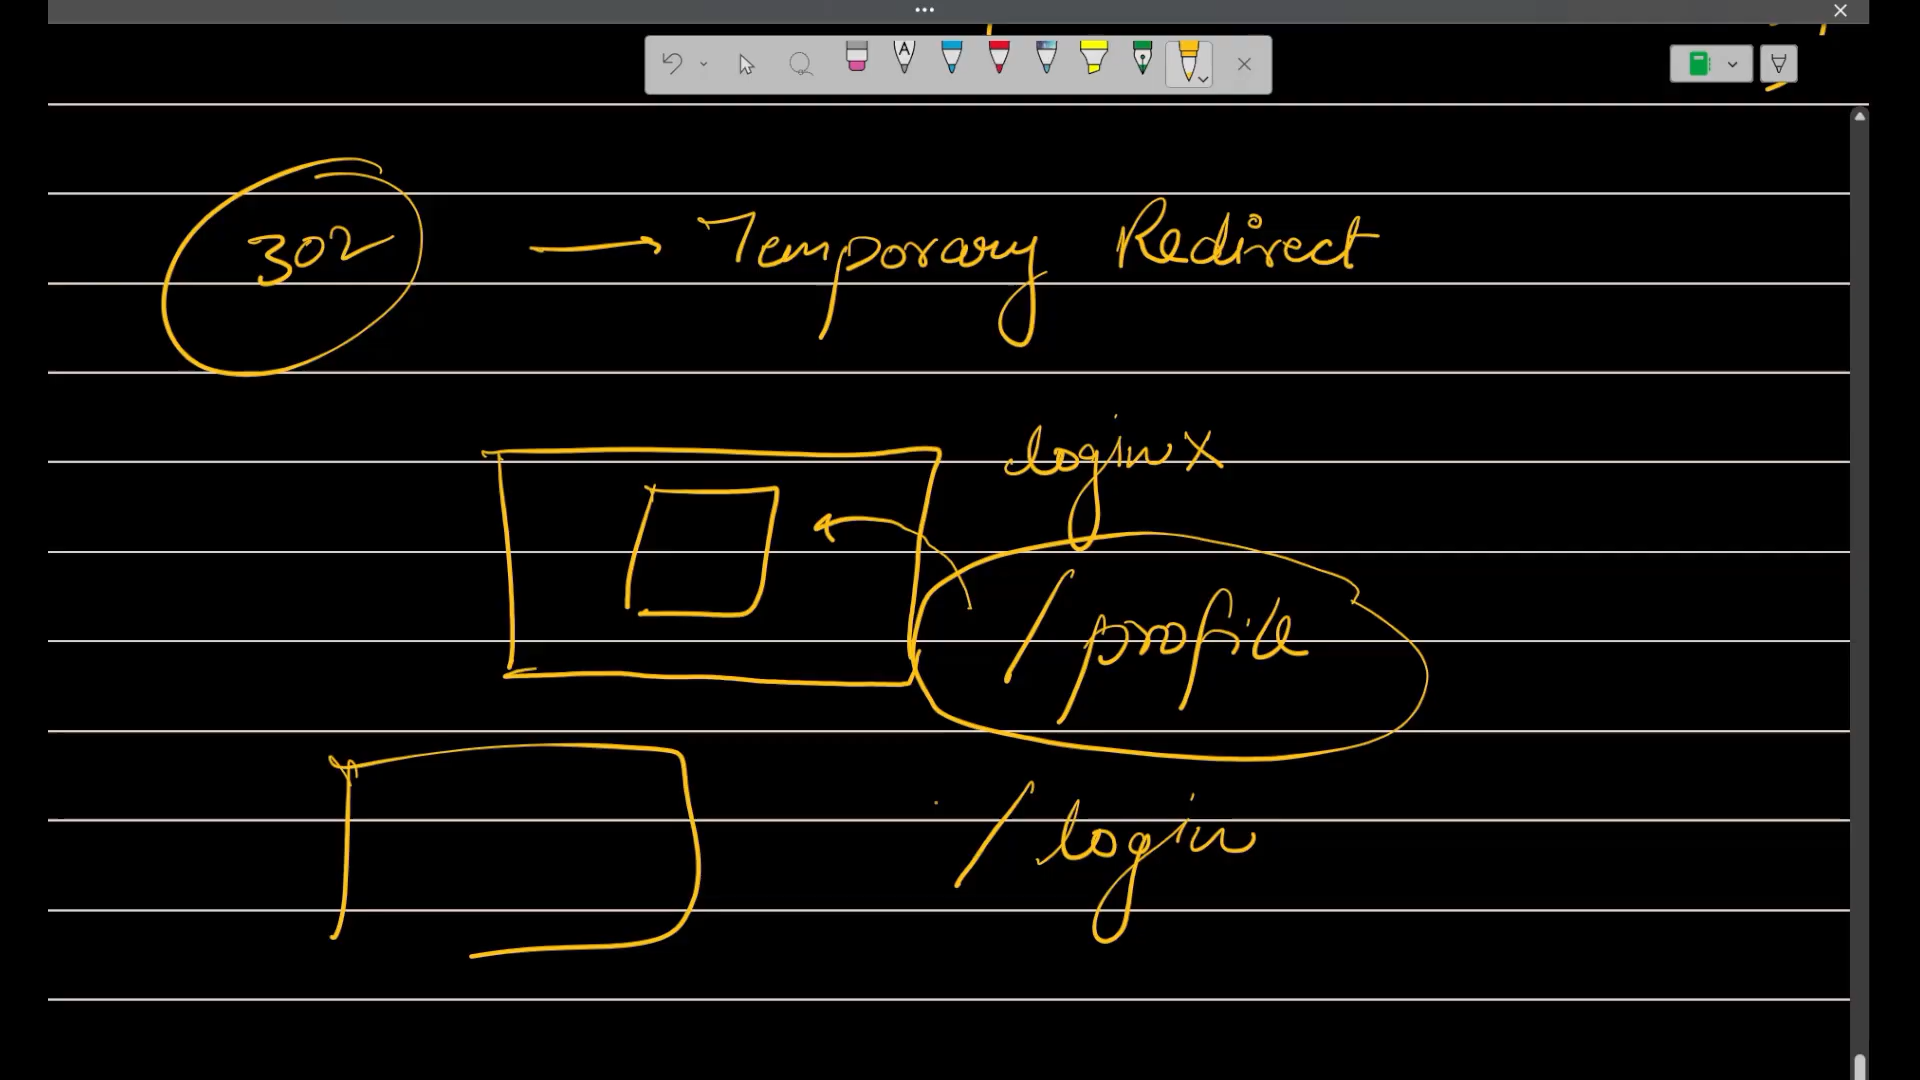 302 → Temporary Redirect
login X
/profile
/login